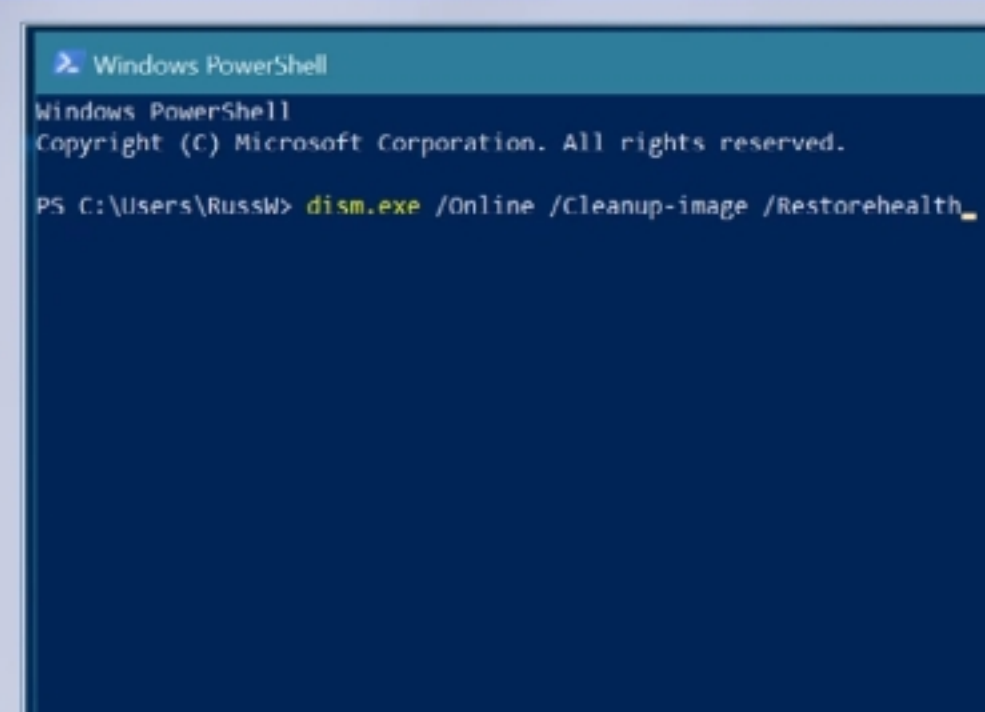 Windows PowerShell
Windows PowerShell
Copyright (C) Microsoft Corporation. All rights reserved.
PS C:\Users\RussW> dism.exe /Online /Cleanup-image /Restorehealth